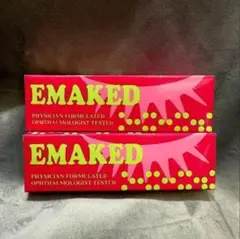 EMAKED
PHYSICIAN FORMULATED
OPHTHALMOLOGIST TESTED
EMAKED
PHYSICIAN FORMULATED
OPHTHALMOLOGIST TESTED